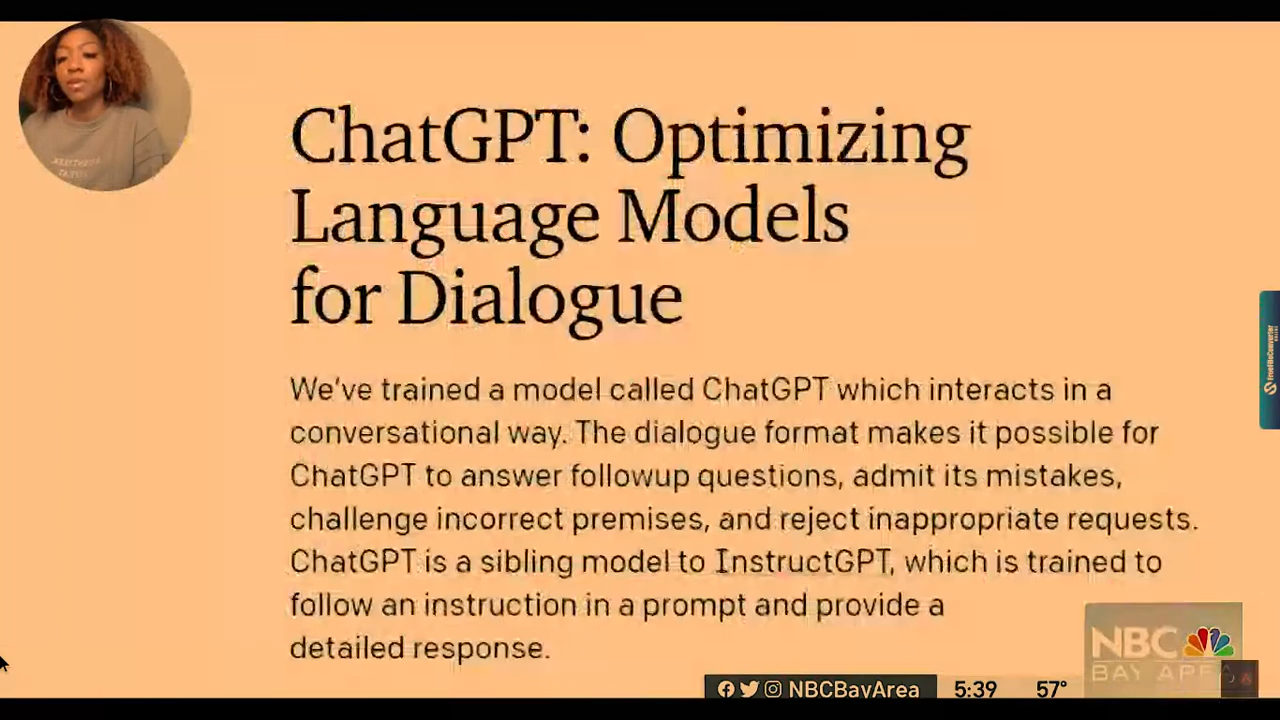 ChatGPT: Optimizing
Language Models
for Dialogue
We've trained a model called ChatGPT which interacts in a
conversational way. The dialogue format makes it possible for
ChatGPT to answer followup questions, admit its mistakes,
challenge incorrect premises, and reject inappropriate requests.
ChatGPT is a sibling model to InstructGPT, which is trained to
follow an instruction in a prompt and provide a
detailed response.
FreeFileConverter
NBC
BAY AREA
NBCBayArea 5:39 57°